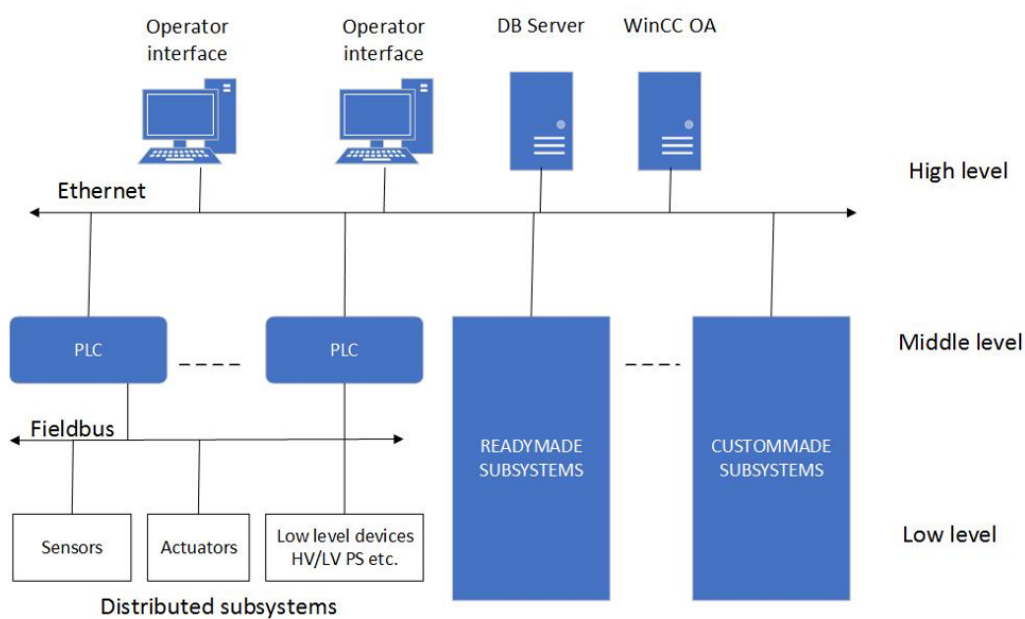 Operator
interface
Operator
interface
DB Server
WinCC OA
High level
Ethernet
PLC
PLC
Middle level
Fieldbus
READYMADE
SUBSYSTEMS
CUSTOMMADE
SUBSYSTEMS
Sensors
Actuators
Low level devices
HV/LV PS etc.
Low level
Distributed subsystems